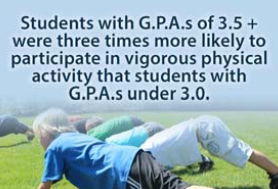 Students with G.P.A.s of 3.5 +
were three times more likely to
participate in vigorous physical
activity that students with
G.P.A.s under 3.0.